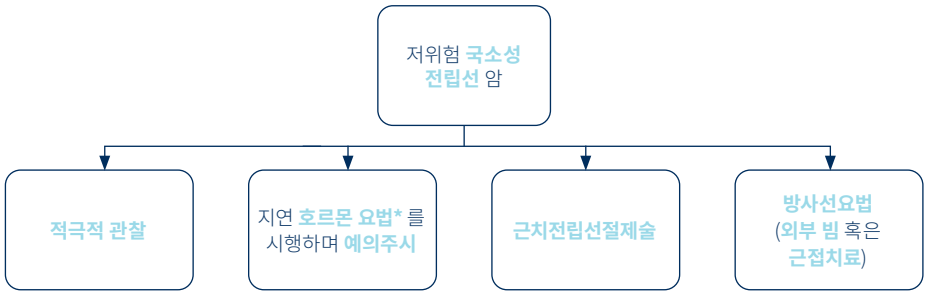 저위험 국소성
전립선 암
적극적 관찰
지연 호르몬 요법* 를
시행하며 예의주시
근치전립선절제술
방사선요법
(외부 빔 혹은
근접치료)